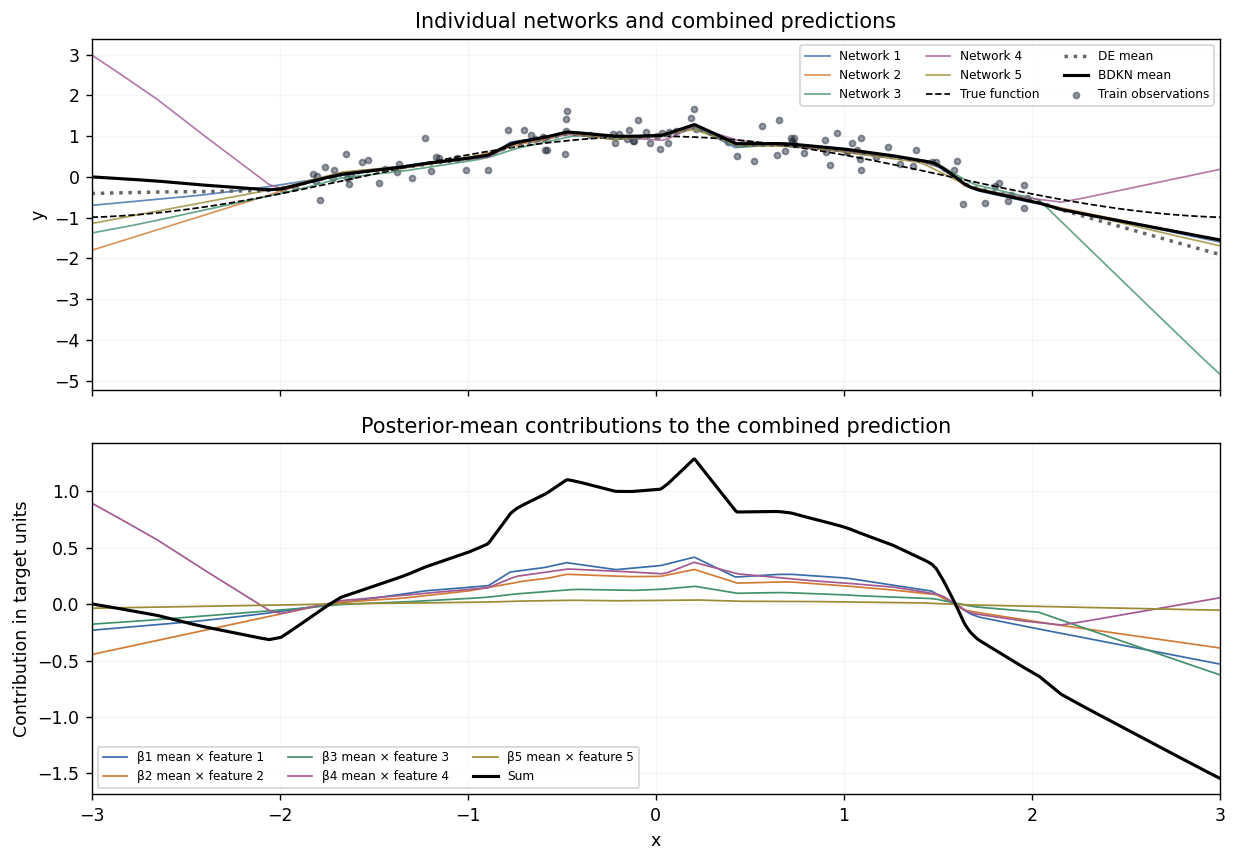 Individual networks and combined predictions
3
2
1
0
−1
−2
−3
−4
−5
y
Network 1
Network 2
Network 3
Network 4
Network 5
True function
DE mean
BDKN mean
Train observations
Posterior-mean contributions to the combined prediction
1.0
0.5
0.0
−0.5
−1.0
−1.5
Contribution in target units
β1 mean × feature 1
β2 mean × feature 2
β3 mean × feature 3
β4 mean × feature 4
β5 mean × feature 5
Sum
−3
−2
−1
0
1
2
3
x